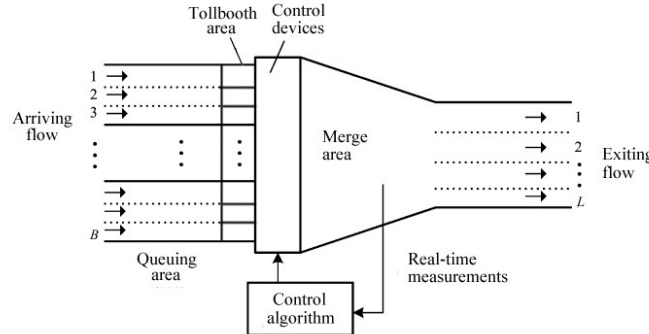 Tollbooth
area
Control
devices
1
2
3
Arriving
flow
Merge
area
1
2
L
Exiting
flow
B
Queuing
area
Real-time
measurements
Control
algorithm